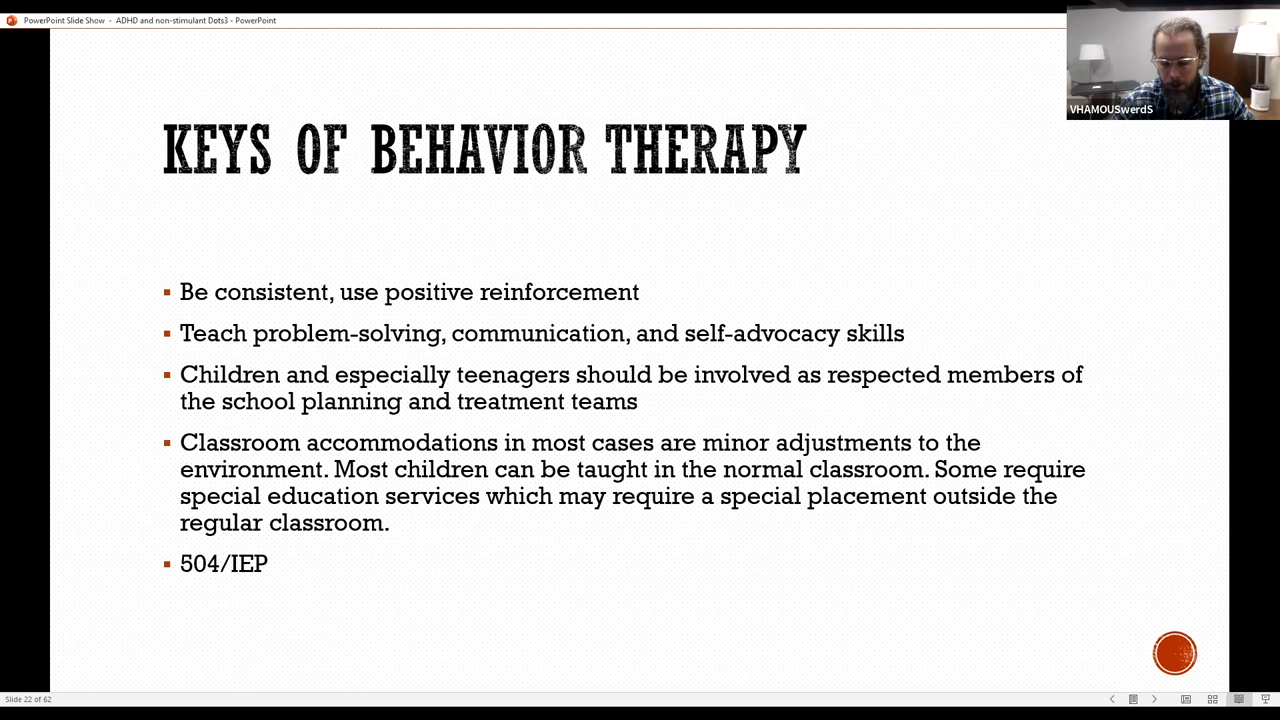 PowerPoint Slide Show - ADHD and non-stimulant Dots3 - PowerPoint
VHAMOUSwerdS
KEYS OF BEHAVIOR THERAPY
Be consistent, use positive reinforcement
Teach problem-solving, communication, and self-advocacy skills
Children and especially teenagers should be involved as respected members of
the school planning and treatment teams
Classroom accommodations in most cases are minor adjustments to the
environment. Most children can be taught in the normal classroom. Some require
special education services which may require a special placement outside the
regular classroom.
504/IEP
Slide 22 of 62